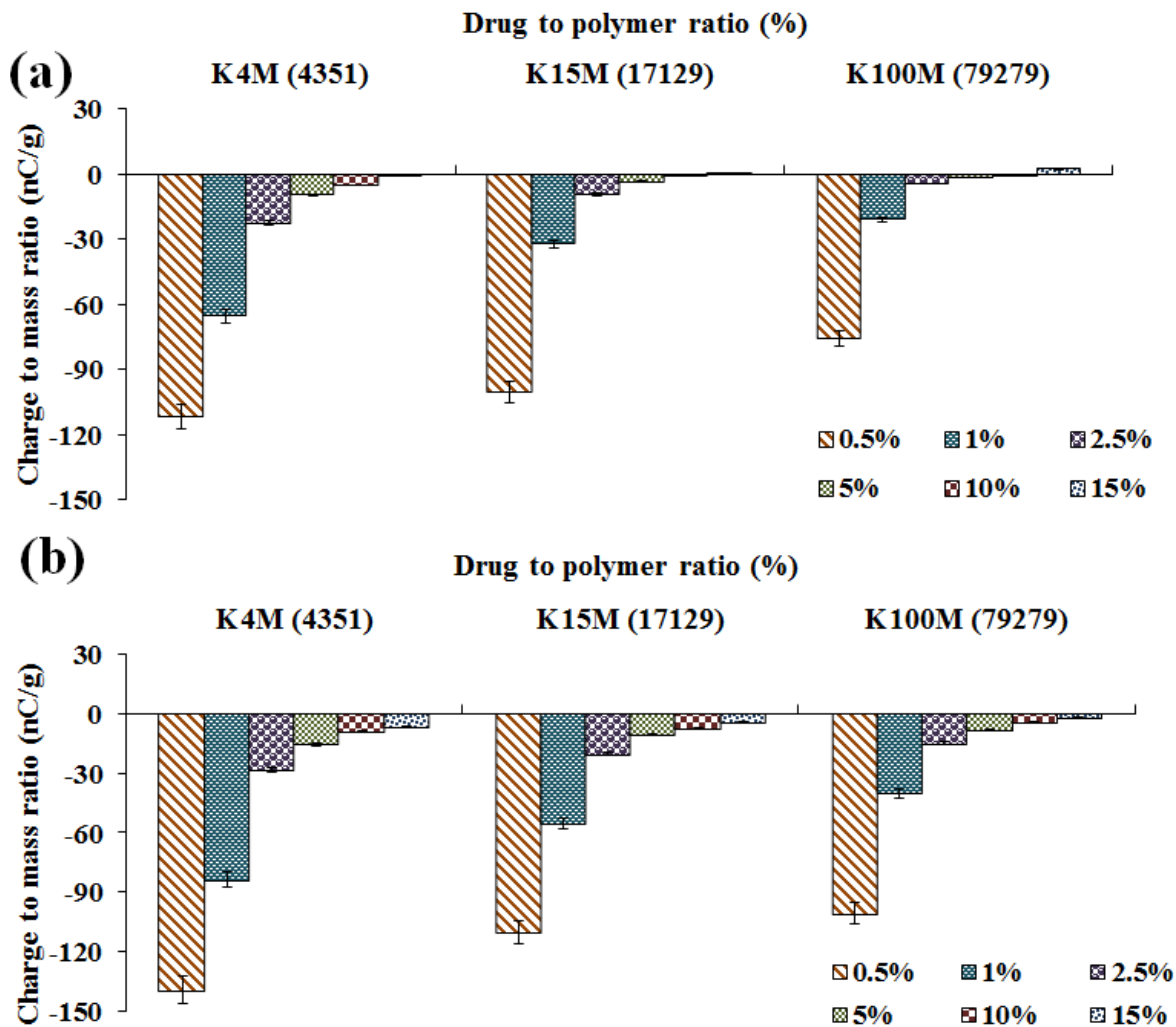 Drug to polymer ratio (%)
(a)
K4M (4351) K15M (17129) K100M (79279)
Charge to mass ratio (nC/g)
30
0
-30
-60
-90
-120
-150
0.5% 1% 2.5%
5% 10% 15%
(b)
Drug to polymer ratio (%)
K4M (4351) K15M (17129) K100M (79279)
Charge to mass ratio (nC/g)
30
0
-30
-60
-90
-120
-150
0.5% 1% 2.5%
5% 10% 15%